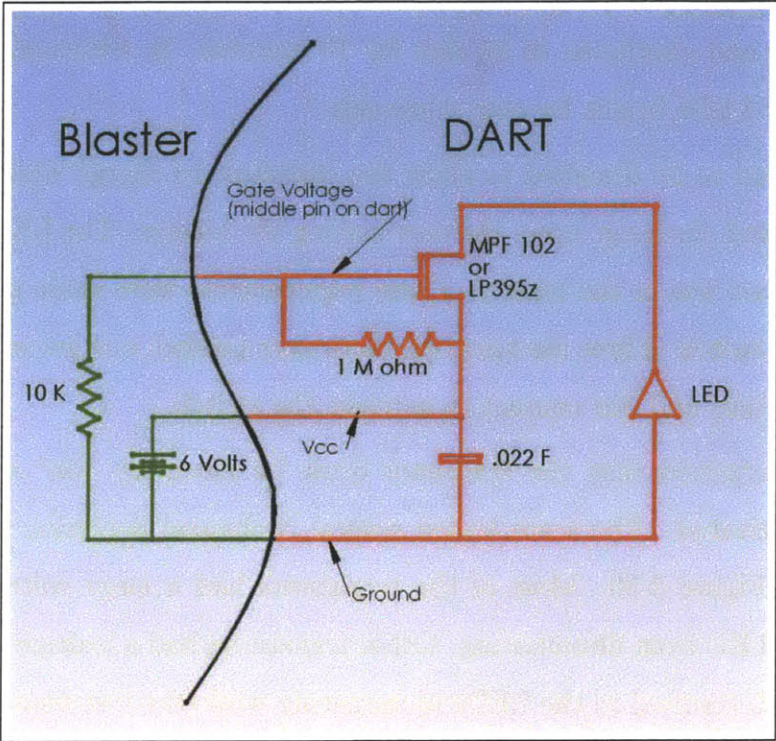 Blaster
DART
Gate Voltage
(middle pin on dart)
MPF 102
or
LP395z
1 M ohm
10 K
LED
Vcc
6 Volts
.022 F
Ground